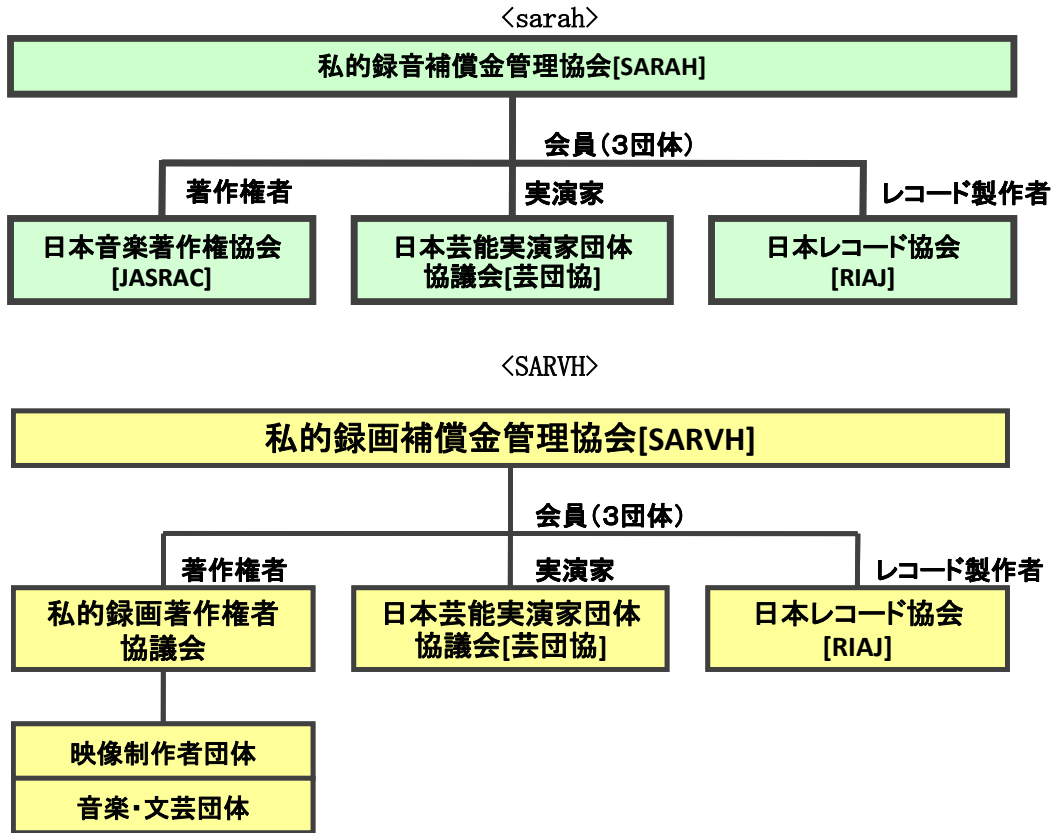 <sarah>
私的録音補償金管理協会[SARAH]
会員（３団体）
著作権者
実演家
レコード製作者
日本音楽著作権協会
[JASRAC]
日本芸能実演家団体
協議会[芸団協]
日本レコード協会
[RIAJ]
<SARVH>
私的録画補償金管理協会[SARVH]
会員（３団体）
著作権者
実演家
レコード製作者
私的録画著作権者
協議会
日本芸能実演家団体
協議会[芸団協]
日本レコード協会
[RIAJ]
映像制作者団体
音楽・文芸団体